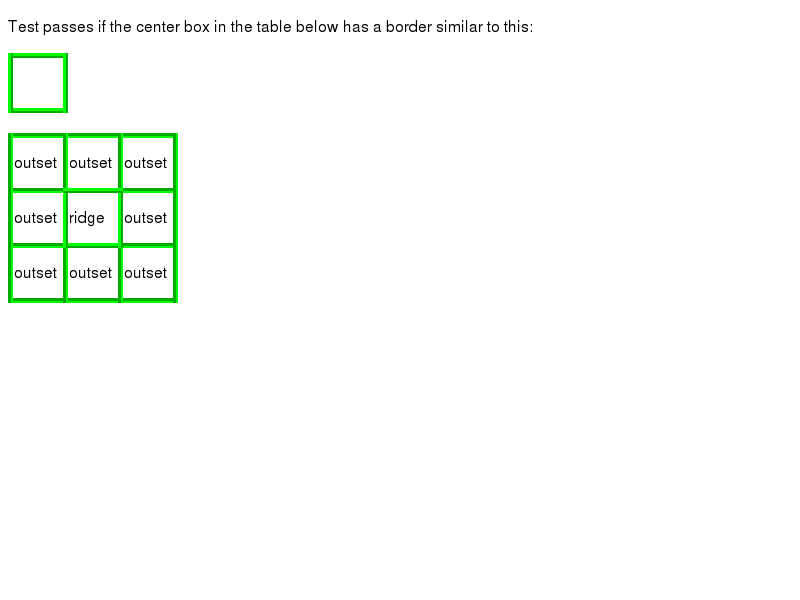 Test passes if the center box in the table below has a border similar to this:
outset outset outset
outset ridge outset
outset outset outset